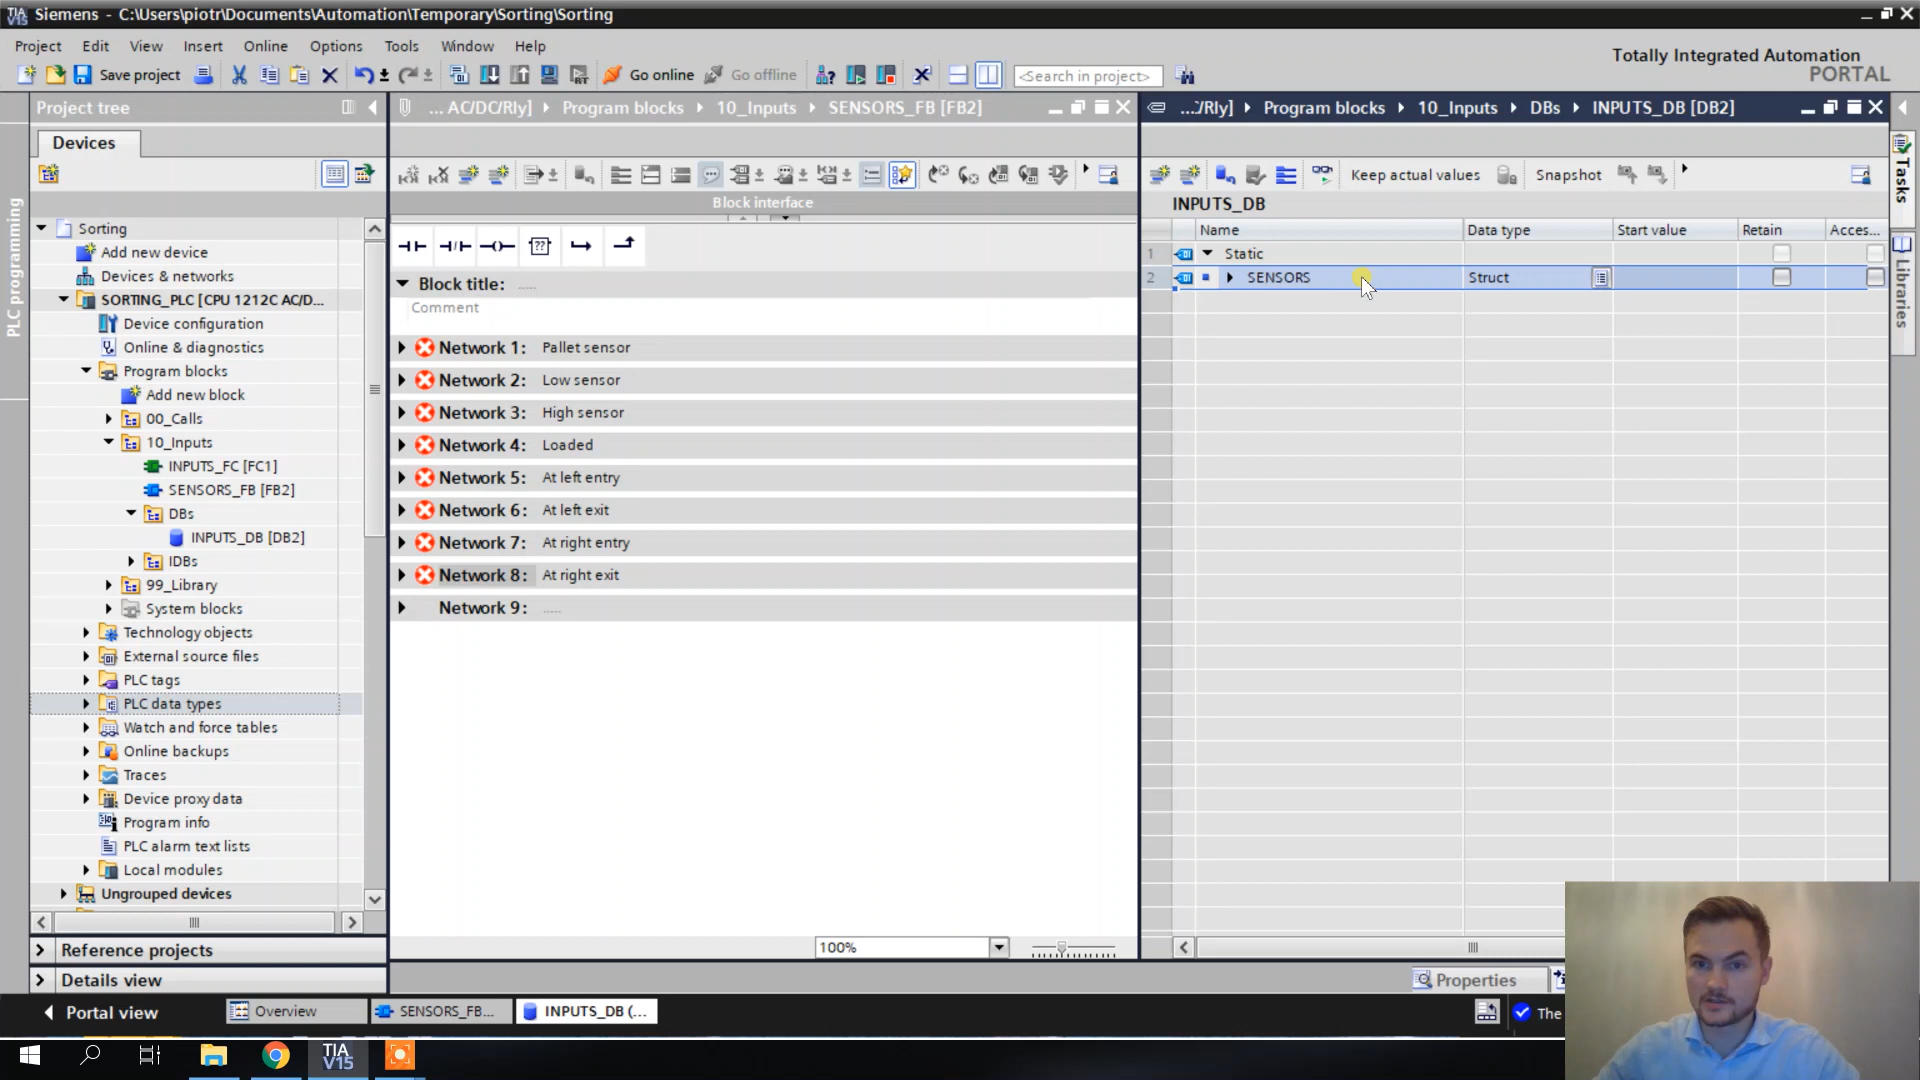 TIA V15 Siemens - C:\Users\piotr\Documents\Automation\Temporary\Sorting\Sorting
Project Edit View Insert Online Options Tools Window Help
Totally Integrated Automation
PORTAL
Save project Go online Go offline <Search in project>
Project tree
... AC/DC/Rly] Program blocks 10_Inputs SENSORS_FB [FB2]
.../Rly] Program blocks 10_Inputs DBs INPUTS_DB [DB2]
Devices
Keep actual values Snapshot
Block interface
INPUTS_DB
Name Data type Start value Retain Acces...
1 Static
2 SENSORS Struct
Tasks
Libraries
PLC programming
Sorting
Add new device
Devices & networks
SORTING_PLC [CPU 1212C AC/D...
Device configuration
Online & diagnostics
Program blocks
Add new block
00_Calls
10_Inputs
INPUTS_FC [FC1]
SENSORS_FB [FB2]
DBs
INPUTS_DB [DB2]
IDBs
99_Library
System blocks
Technology objects
External source files
PLC tags
PLC data types
Watch and force tables
Online backups
Traces
Device proxy data
Program info
PLC alarm text lists
Local modules
Ungrouped devices
Reference projects
Details view
??
Block title: .....
Comment
Network 1: Pallet sensor
Network 2: Low sensor
Network 3: High sensor
Network 4: Loaded
Network 5: At left entry
Network 6: At left exit
Network 7: At right entry
Network 8: At right exit
Network 9: .....
100%
Properties
Portal view Overview SENSORS_FB... INPUTS_DB (... The
TIA V15